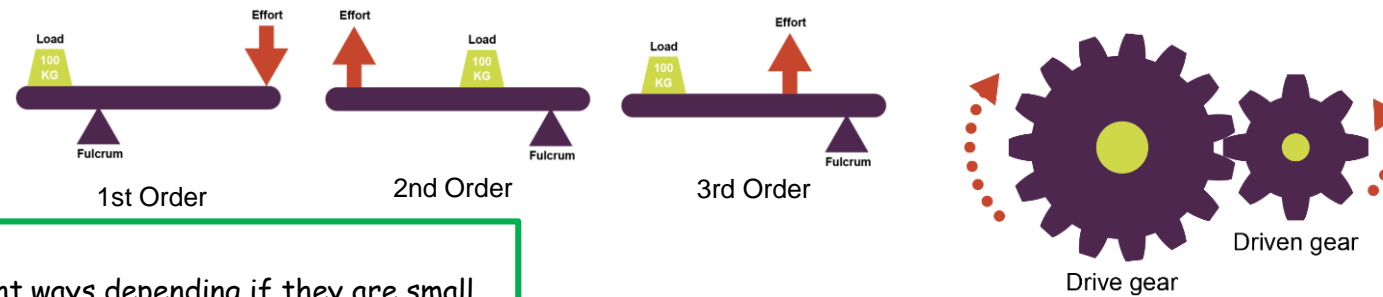 Effort
Load
100
KG
Fulcrum
1st Order
Effort
Load
100
KG
Fulcrum
2nd Order
Effort
Load
100
KG
Fulcrum
3rd Order
Driven gear
Drive gear
nt ways depending if they are small